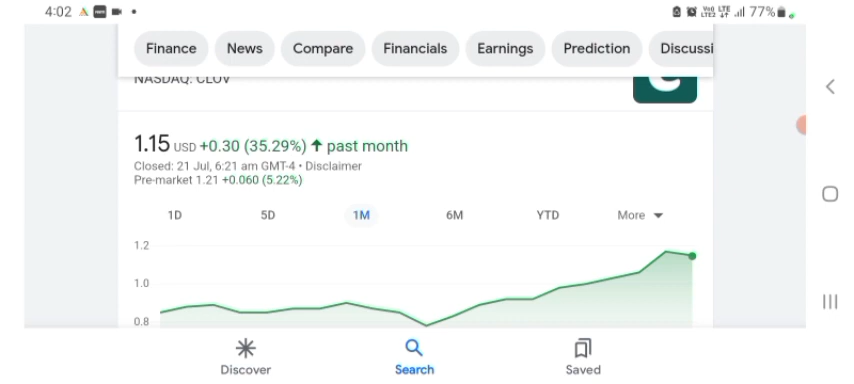 4:02
77%
Finance News Compare Financials Earnings Prediction Discussi
NASDAQ: CLOV
1.15 USD +0.30 (35.29%) ↑ past month
Closed: 21 Jul, 6:21 am GMT-4 • Disclaimer
Pre-market 1.21 +0.060 (5.22%)
1D 5D 1M 6M YTD More
1.2
1.0
0.8
Discover Search Saved